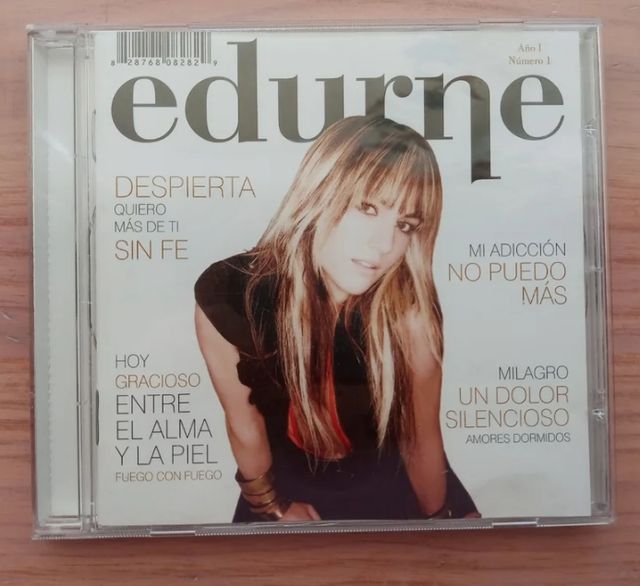 8 28768 08282 9
edurne
Año I
Número 1
DESPIERTA
QUIERO
MÁS DE TI
SIN FE
MI ADICCIÓN
NO PUEDO
MÁS
HOY
GRACIOSO
ENTRE
EL ALMA
Y LA PIEL
FUEGO CON FUEGO
MILAGRO
UN DOLOR
SILENCIOSO
AMORES DORMIDOS